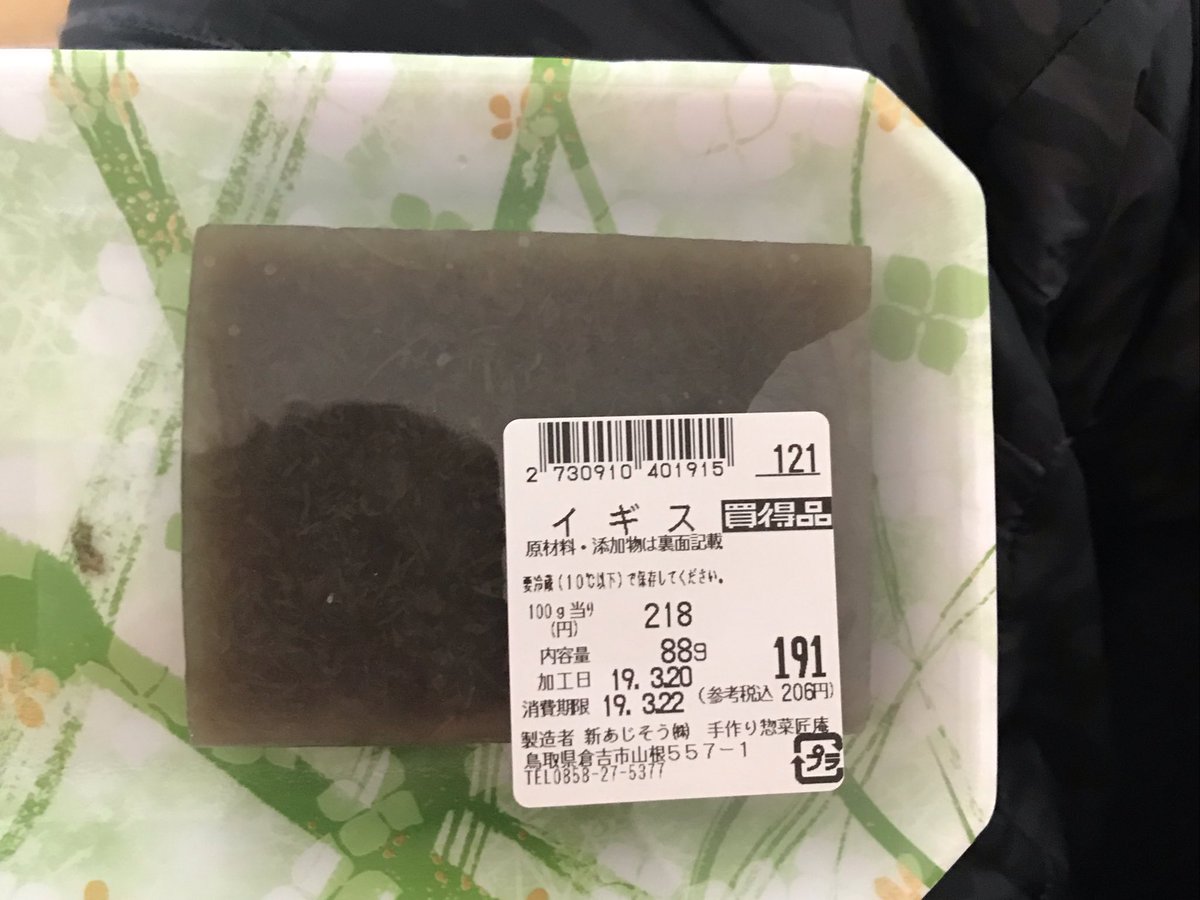 2 730910 401915
121
イギス 買得品
原材料・添加物は裏面記載
要冷蔵(10℃以下)で保存してください。
100g当り(円) 218
内容量 88g
191
加工日 19. 3.20
消費期限 19. 3.22
(参考税込 206円)
製造者 新あじそう㈱ 手作り惣菜匠庵
鳥取県倉吉市山根557-1
TEL0858-27-5377
プラ